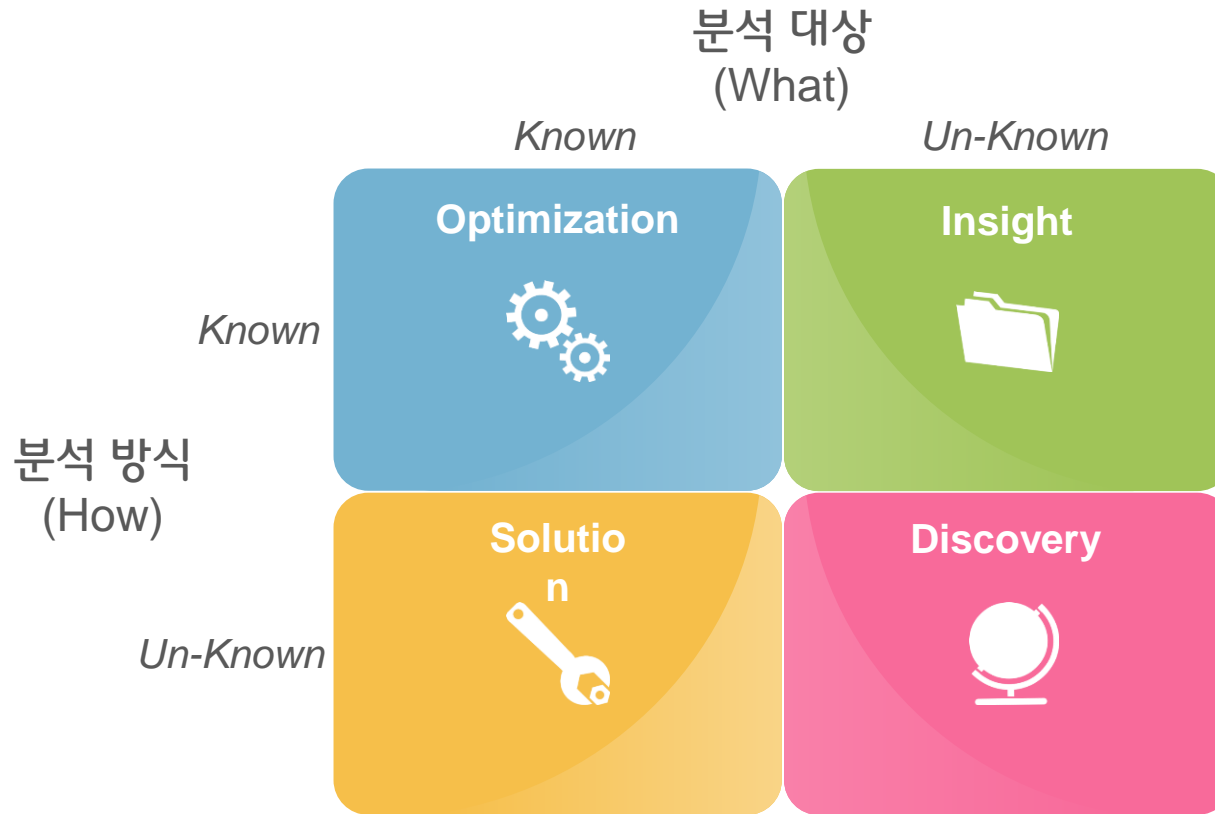 분석 대상
(What)
Known
Un-Known
Optimization
Insight
Known
분석 방식
(How)
Solutio
n
Discovery
Un-Known